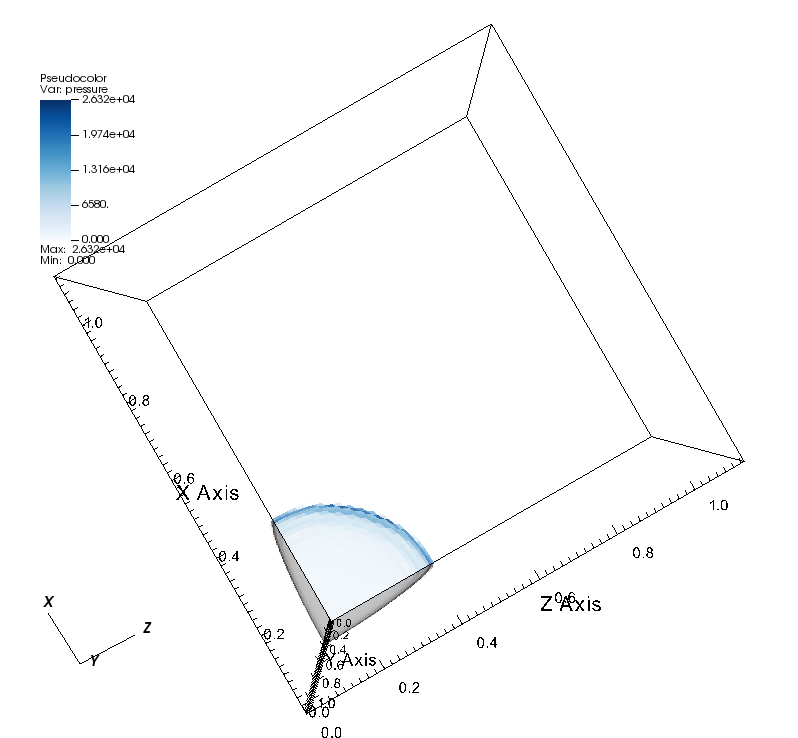 Pseudocolor
Var: pressure
2.632e+04
1.974e+04
1.316e+04
6580.
0.000
Max: 2.632e+04
Min: 0.000
1.0
0.8
0.6
X Axis
0.4
0.2
0.0
1.0
0.8
0.6
Z Axis
0.4
0.2
0.0
0.0
0.2
0.4
Y Axis
0.6
0.8
1.0
X
Z
Y